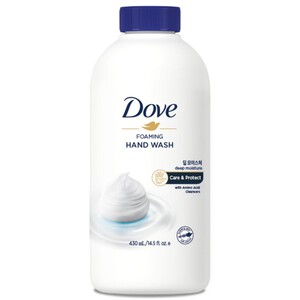 Dove
FOAMING
HAND WASH
딥 모이스처
deep moisture
Care & Protect
with Amino Acid
Cleansers
430 mL/14.5 fl. oz. e